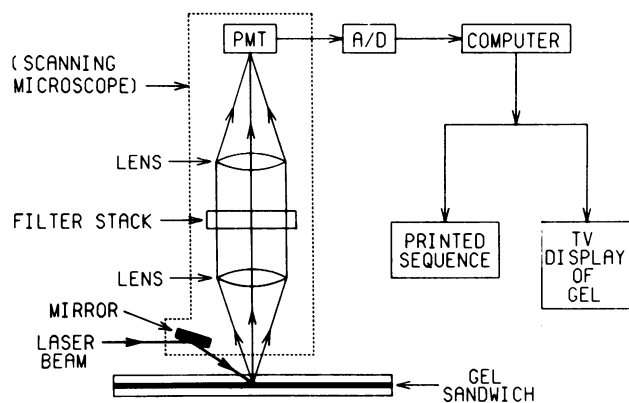 PMT
A/D
COMPUTER
(SCANNING
MICROSCOPE)
LENS
FILTER STACK
PRINTED
SEQUENCE
TV
DISPLAY
OF
GEL
LENS
MIRROR
LASER
BEAM
GEL
SANDWICH